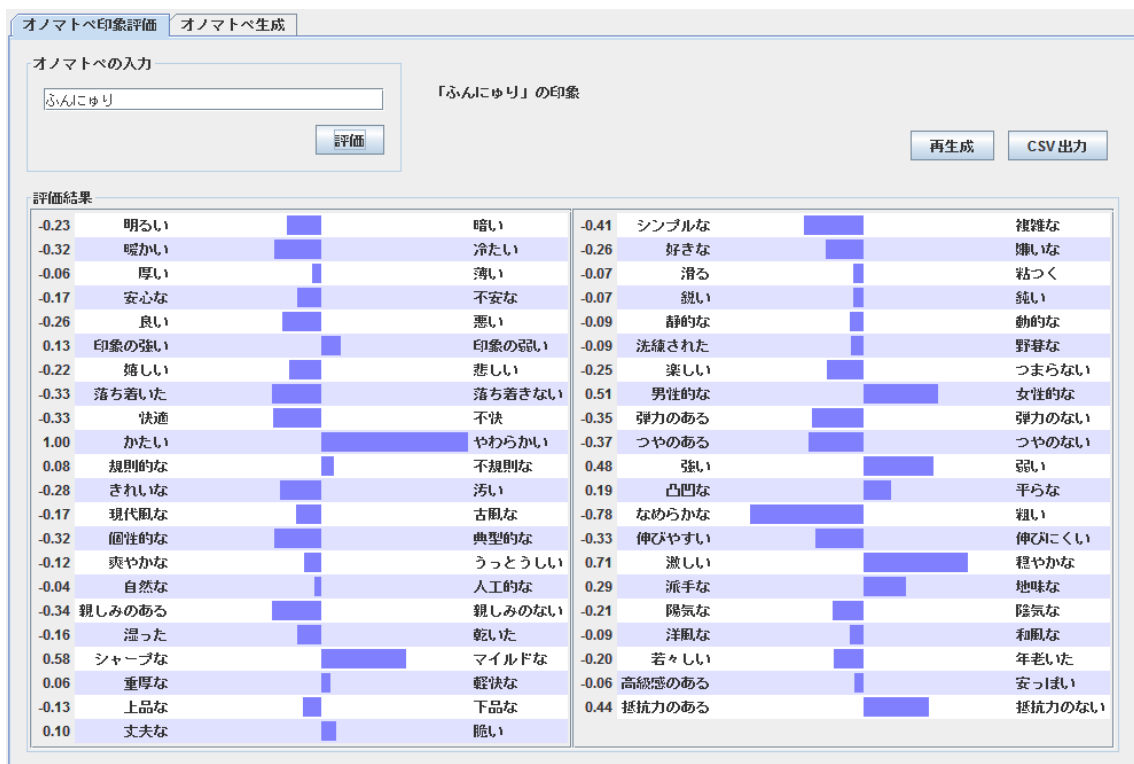 オノマトペ印象評価 オノマトペ生成
オノマトペの入力
ふんにゅり
「ふんにゅり」の印象
評価
再生成 CSV出力
評価結果
-0.23 明るい 暗い
-0.32 暖かい 冷たい
-0.06 厚い 薄い
-0.17 安心な 不安な
-0.26 良い 悪い
0.13 印象の強い 印象の弱い
-0.22 嬉しい 悲しい
-0.33 落ち着いた 落ち着きない
-0.33 快適 不快
1.00 かたい やわらかい
0.08 規則的な 不規則な
-0.28 きれいな 汚い
-0.17 現代風な 古風な
-0.32 個性的な 典型的な
-0.12 爽やかな うっとうしい
-0.04 自然な 人工的な
-0.34 親しみのある 親しみのない
-0.16 湿った 乾いた
0.58 シャープな マイルドな
0.06 重厚な 軽快な
-0.13 上品な 下品な
0.10 丈夫な 脆い
-0.41 シンプルな 複雑な
-0.26 好きな 嫌いな
-0.07 滑る 粘つく
-0.07 鋭い 鈍い
-0.09 静的な 動的な
-0.09 洗練された 野暮な
-0.25 楽しい つまらない
0.51 男性的な 女性的な
-0.35 弾力のある 弾力のない
-0.37 つやのある つやのない
0.48 強い 弱い
0.19 凸凹な 平らな
-0.78 なめらかな 粗い
-0.33 伸びやすい 伸びにくい
0.71 激しい 穏やかな
0.29 派手な 地味な
-0.21 陽気な 陰気な
-0.09 洋風な 和風な
-0.20 若々しい 年老いた
-0.06 高級感のある 安っぽい
0.44 抵抗力のある 抵抗力のない